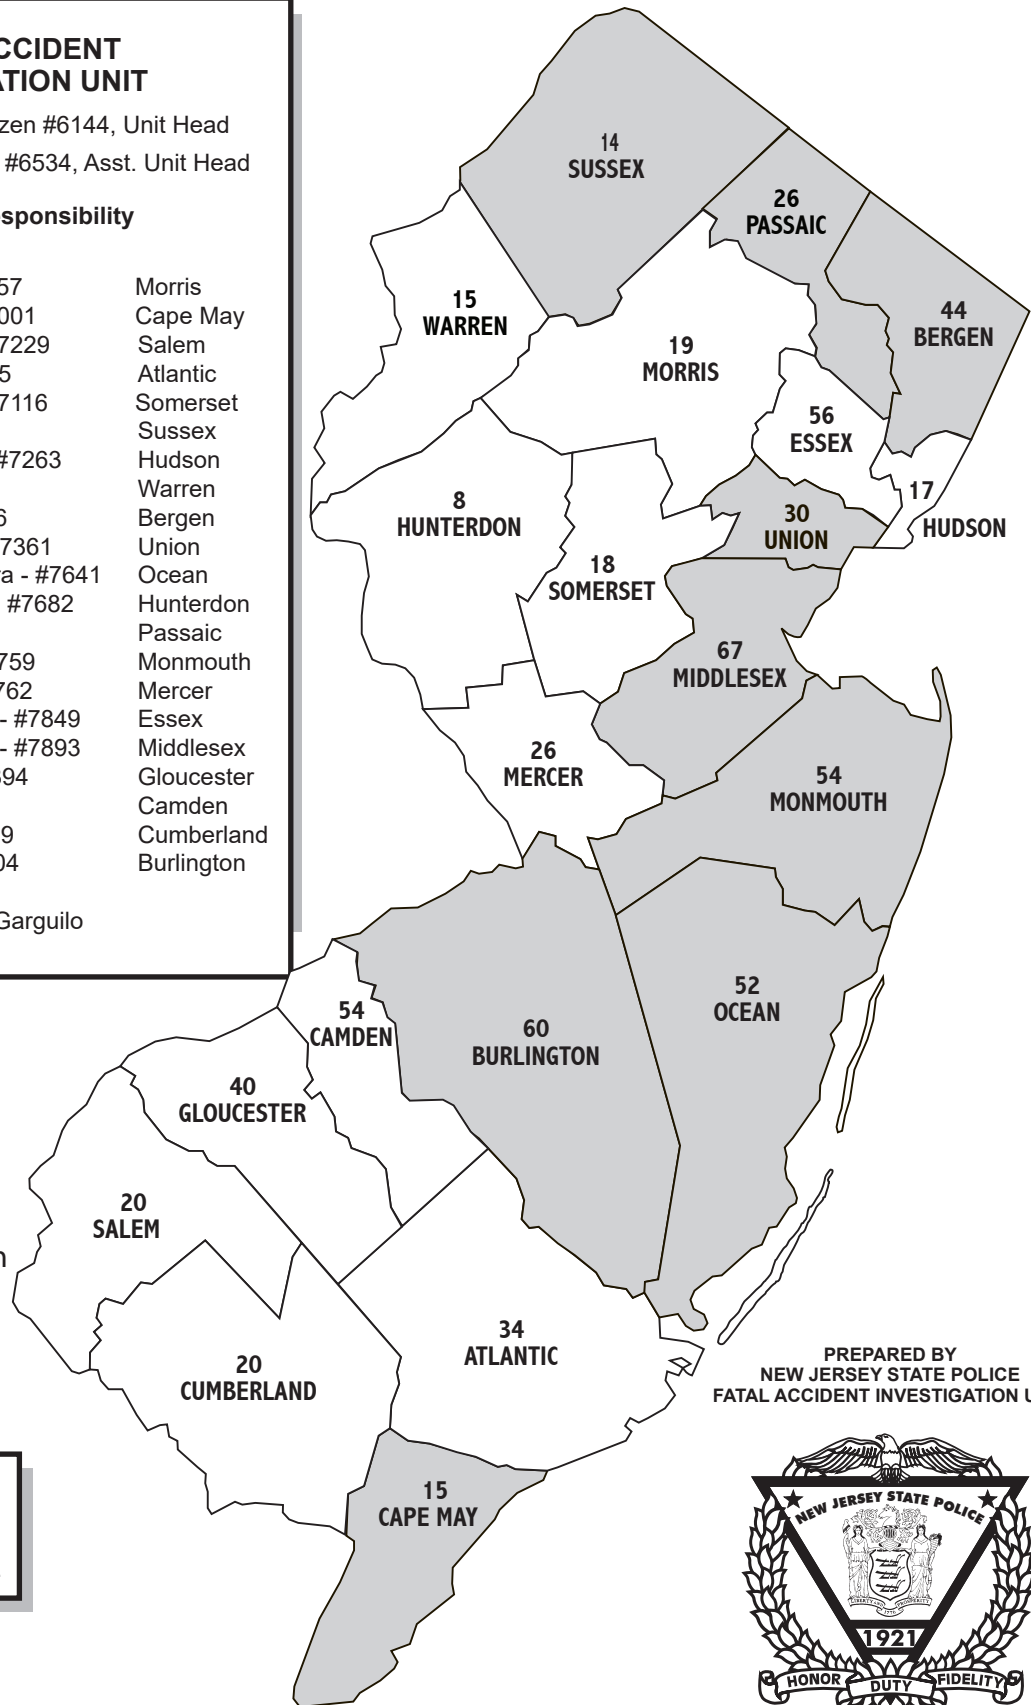 CCIDENT
ATION UNIT
zen #6144, Unit Head
#6534, Asst. Unit Head
sponsibility
57 Morris
001 Cape May
7229 Salem
5 Atlantic
7116 Somerset
Sussex
#7263 Hudson
Warren
6 Bergen
7361 Union
ra - #7641 Ocean
#7682 Hunterdon
Passaic
759 Monmouth
762 Mercer
- #7849 Essex
- #7893 Middlesex
394 Gloucester
Camden
9 Cumberland
04 Burlington
Garguilo
n
14
SUSSEX
26
PASSAIC
15
WARREN
44
BERGEN
19
MORRIS
56
ESSEX
17
HUDSON
8
HUNTERDON
30
UNION
18
SOMERSET
67
MIDDLESEX
26
MERCER
54
MONMOUTH
52
OCEAN
54
CAMDEN
60
BURLINGTON
40
GLOUCESTER
20
SALEM
34
ATLANTIC
20
CUMBERLAND
15
CAPE MAY
PREPARED BY
NEW JERSEY STATE POLICE
FATAL ACCIDENT INVESTIGATION U
NEW JERSEY STATE POLICE
LIBERTY AND PROSPERITY
1776
1921
HONOR DUTY FIDELITY